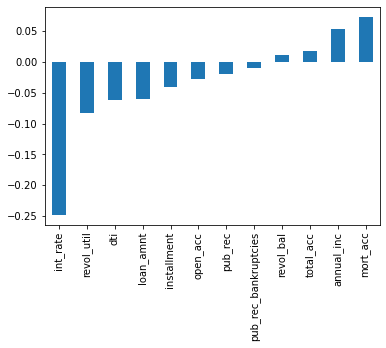 0.05
0.00
−0.05
−0.10
−0.15
−0.20
−0.25
int_rate
revol_util
dti
loan_amnt
installment
open_acc
pub_rec
pub_rec_bankruptcies
revol_bal
total_acc
annual_inc
mort_acc